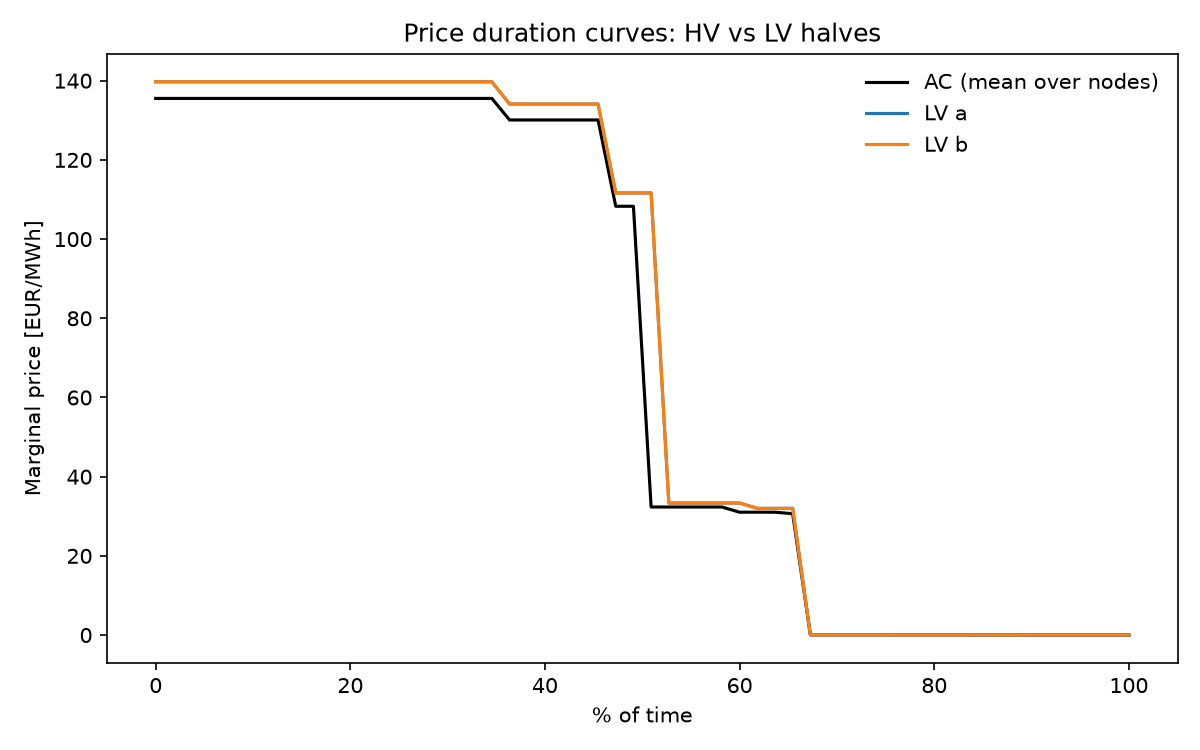 Price duration curves: HV vs LV halves
AC (mean over nodes)
LV a
LV b
Marginal price [EUR/MWh]
140
120
100
80
60
40
20
0
0 20 40 60 80 100
% of time